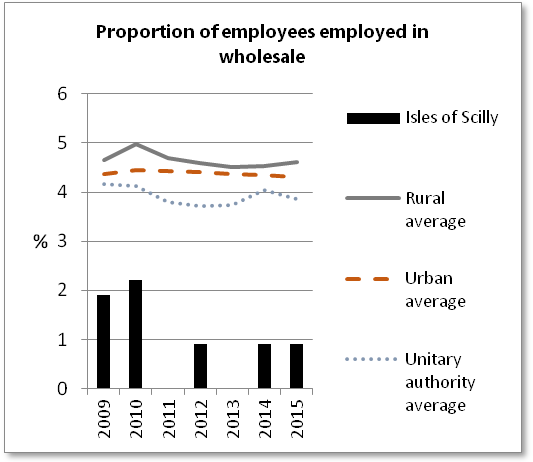 Proportion of employees employed in
wholesale
6
5
4
3
2
1
0
%
2009
2010
2011
2012
2013
2014
2015
Isles of Scilly
Rural
average
Urban
average
Unitary
authority
average